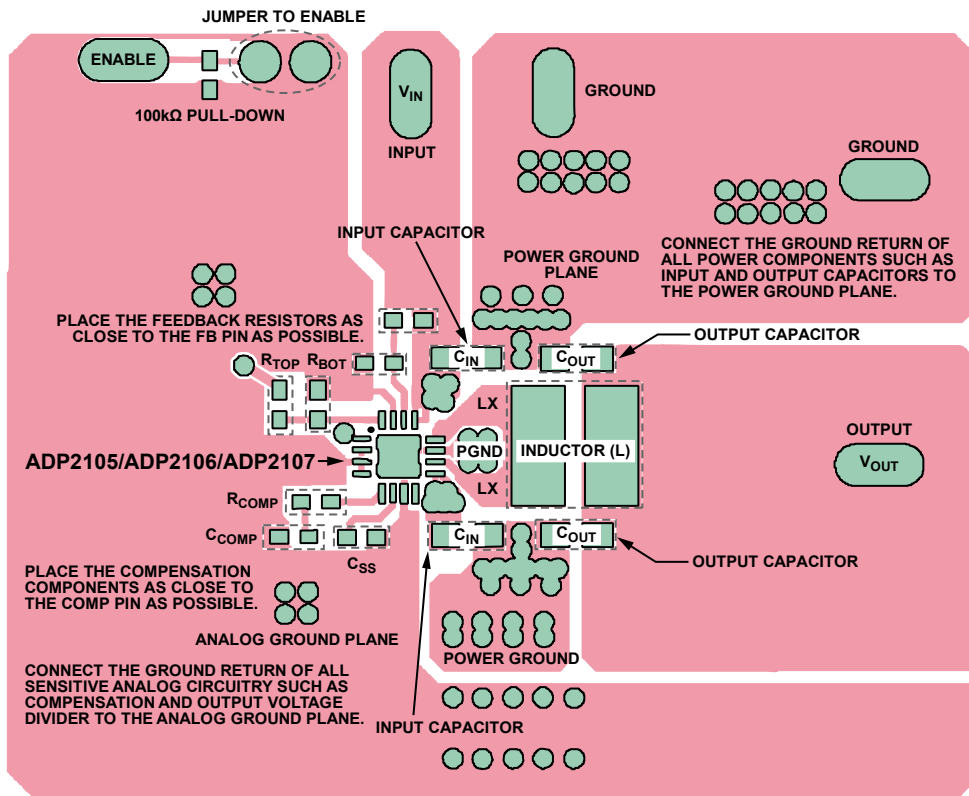 JUMPER TO ENABLE
ENABLE
100kΩ PULL-DOWN
VIN
INPUT
GROUND
GROUND
INPUT CAPACITOR
POWER GROUND
PLANE
CONNECT THE GROUND RETURN OF
ALL POWER COMPONENTS SUCH AS
INPUT AND OUTPUT CAPACITORS TO
THE POWER GROUND PLANE.
PLACE THE FEEDBACK RESISTORS AS
CLOSE TO THE FB PIN AS POSSIBLE.
OUTPUT CAPACITOR
RTOP
RBOT
CIN
COUT
LX
PGND
LX
INDUCTOR (L)
OUTPUT
VOUT
ADP2105/ADP2106/ADP2107
RCOMP
CCOMP
CSS
CIN
COUT
OUTPUT CAPACITOR
PLACE THE COMPENSATION
COMPONENTS AS CLOSE TO
THE COMP PIN AS POSSIBLE.
ANALOG GROUND PLANE
POWER GROUND
CONNECT THE GROUND RETURN OF ALL
SENSITIVE ANALOG CIRCUITRY SUCH AS
COMPENSATION AND OUTPUT VOLTAGE
DIVIDER TO THE ANALOG GROUND PLANE.
INPUT CAPACITOR